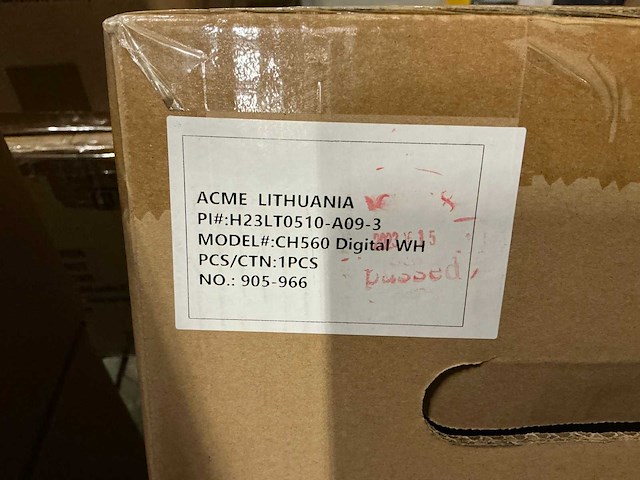 ACME LITHUANIA
PI#:H23LT0510-A09-3
MODEL#:CH560 Digital WH
PCS/CTN:1PCS
NO.: 905-966
passed